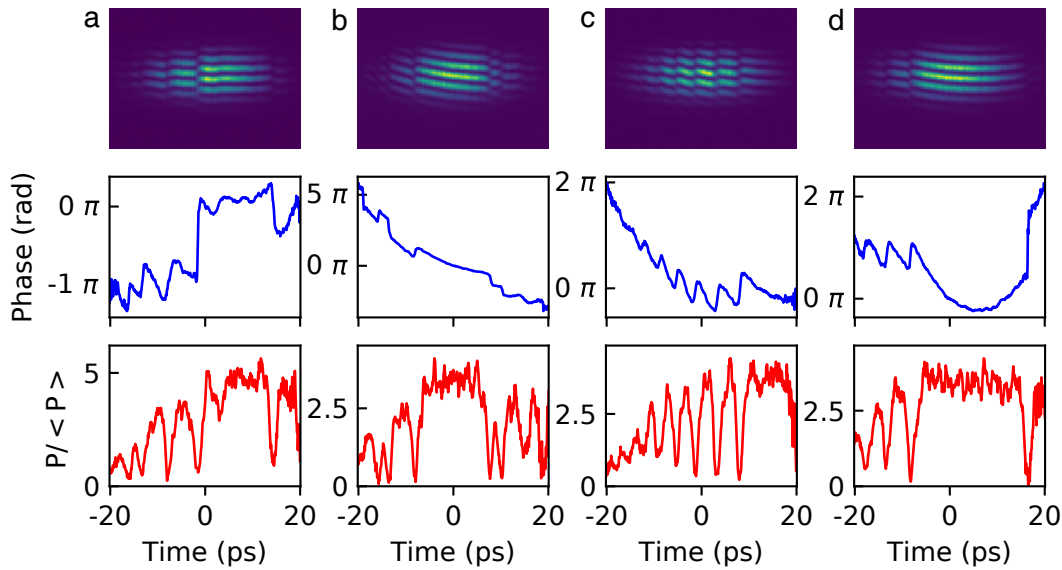 a b c d
Phase (rad)
0 π
-1 π
5 π
0 π
2 π
0 π
2 π
0 π
P/ < P >
5
0
2.5
0
2.5
0
2.5
0
-20 0 20
-20 0 20
-20 0 20
-20 0 20
Time (ps) Time (ps) Time (ps) Time (ps)